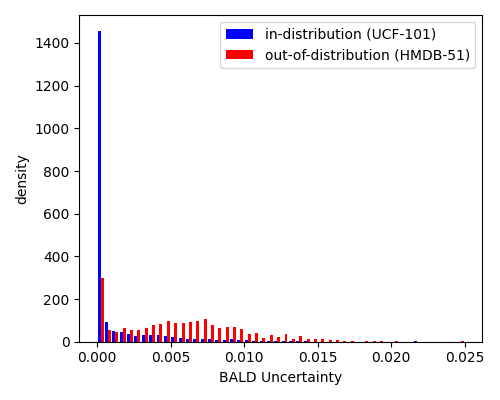 in-distribution (UCF-101)
out-of-distribution (HMDB-51)
1400
1200
1000
800
600
400
200
0
density
0.000 0.005 0.010 0.015 0.020 0.025
BALD Uncertainty